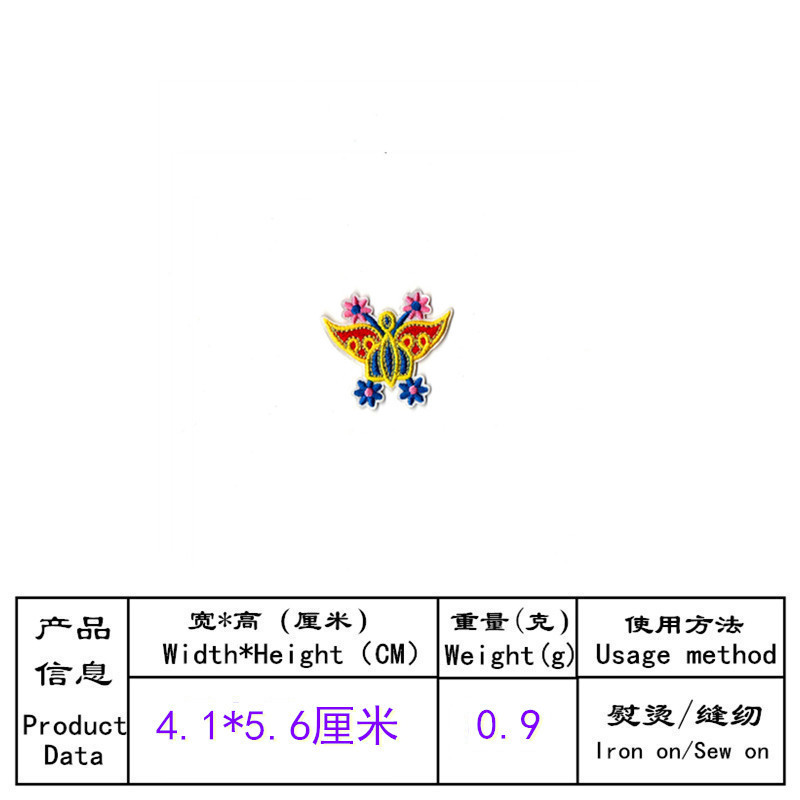 产品
信息
Product
Data
宽*高 (厘米)
Width*Height (CM)
4.1*5.6厘米
重量(克)
Weight(g)
0.9
使用方法
Usage method
熨烫/缝纫
Iron on/Sew on